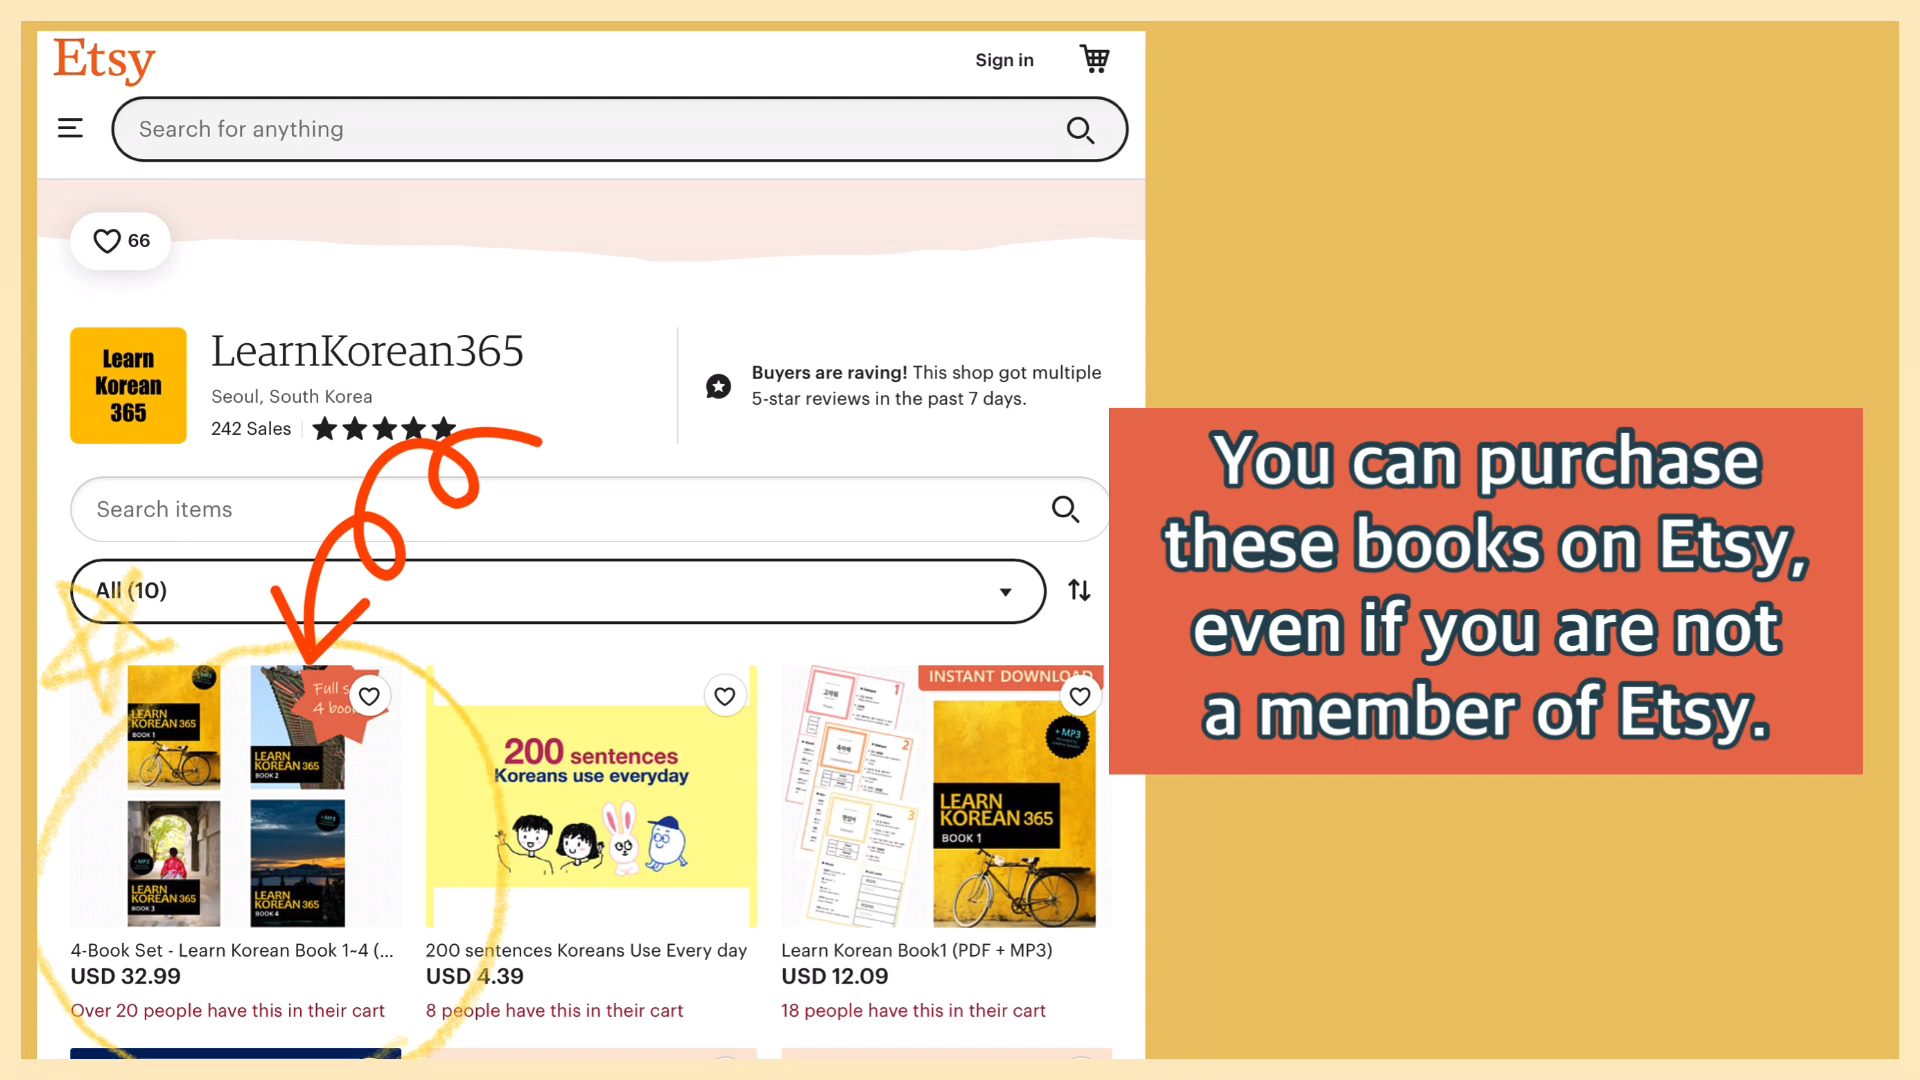 Etsy
Sign in
Search for anything
66
Learn
Korean
365
LearnKorean365
Seoul, South Korea
242 Sales
Buyers are raving! This shop got multiple
5-star reviews in the past 7 days.
Search items
All (10)
You can purchase
these books on Etsy,
even if you are not
a member of Etsy.
LEARN
KOREAN 365
BOOK 1
Full
4
LEARN
KOREAN 365
BOOK 2
LEARN
KOREAN 365
BOOK 3
+MP3
LEARN
KOREAN 365
BOOK 4
200 sentences
Koreans use everyday
INSTANT DOWNLOAD
1
2
3
+ MP3
LEARN
KOREAN 365
BOOK 1
4-Book Set - Learn Korean Book 1~4 (...
USD 32.99
Over 20 people have this in their cart
200 sentences Koreans Use Every day
USD 4.39
8 people have this in their cart
Learn Korean Book1 (PDF + MP3)
USD 12.09
18 people have this in their cart